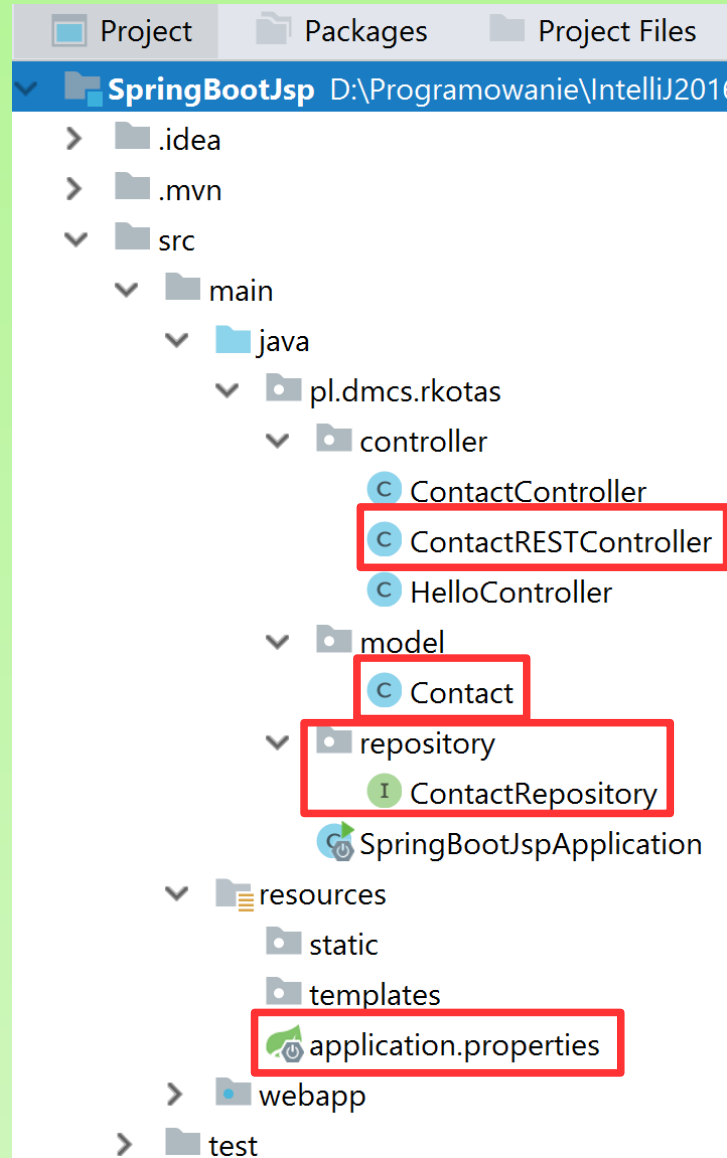 Project Packages Project Files
SpringBootJsp D:\Programowanie\IntelliJ2016
.idea
.mvn
src
main
java
pl.dmcs.rkotas
controller
C ContactController
C ContactRESTController
C HelloController
model
C Contact
repository
I ContactRepository
SpringBootJspApplication
resources
static
templates
application.properties
webapp
test